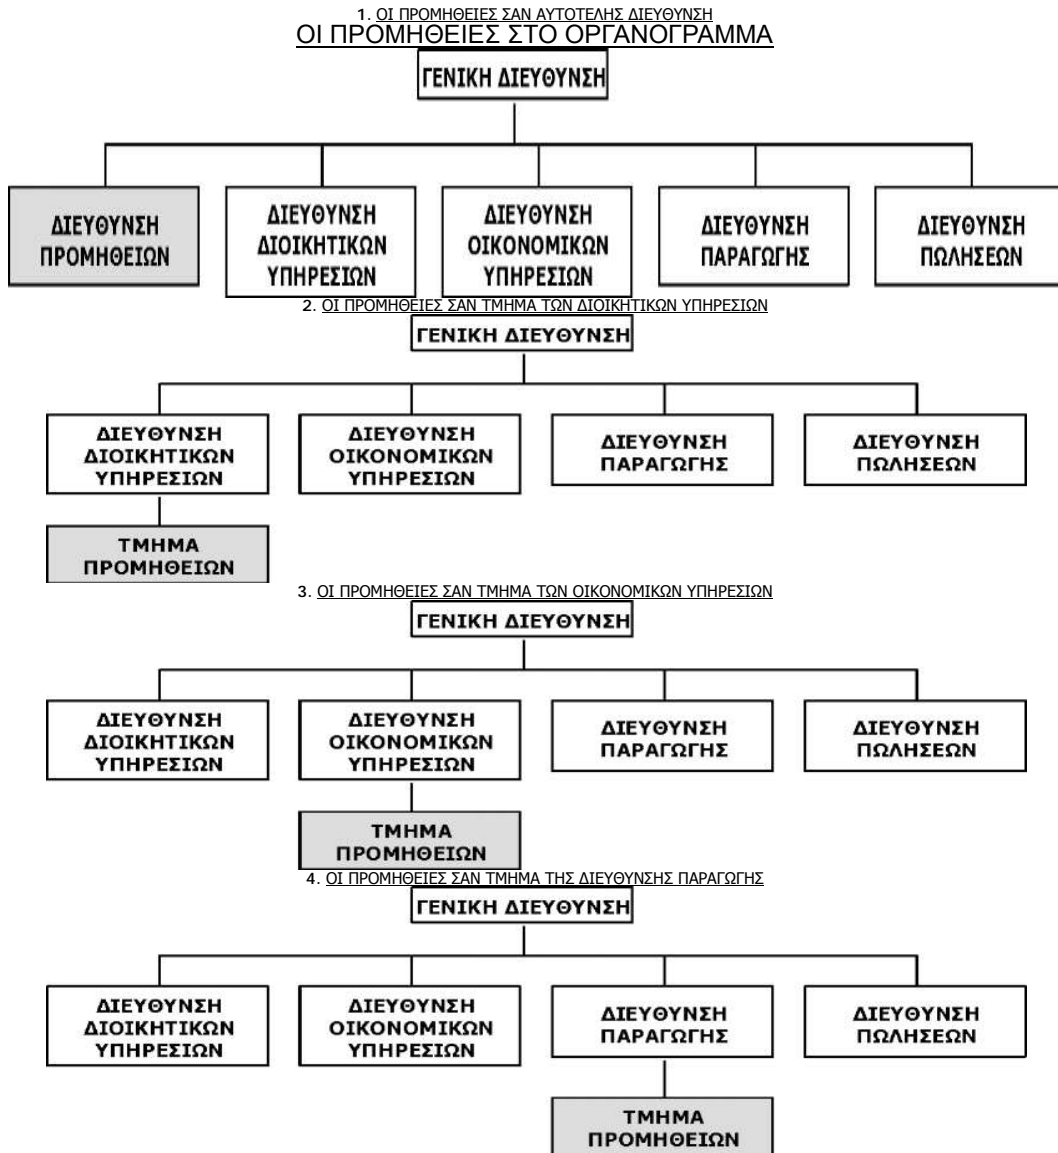 1. ΟΙ ΠΡΟΜΗΘΕΙΕΣ ΣΑΝ ΑΥΤΟΤΕΛΗΣ ΔΙΕΥΘΥΝΣΗ
ΟΙ ΠΡΟΜΗΘΕΙΕΣ ΣΤΟ ΟΡΓΑΝΟΓΡΑΜΜΑ
ΓΕΝΙΚΗ ΔΙΕΥΘΥΝΣΗ
ΔΙΕΥΘΥΝΣΗ
ΠΡΟΜΗΘΕΙΩΝ
ΔΙΕΥΘΥΝΣΗ
ΔΙΟΙΚΗΤΙΚΩΝ
ΥΠΗΡΕΣΙΩΝ
ΔΙΕΥΘΥΝΣΗ
ΟΙΚΟΝΟΜΙΚΩΝ
ΥΠΗΡΕΣΙΩΝ
ΔΙΕΥΘΥΝΣΗ
ΠΑΡΑΓΩΓΗΣ
ΔΙΕΥΘΥΝΣΗ
ΠΩΛΗΣΕΩΝ
2. ΟΙ ΠΡΟΜΗΘΕΙΕΣ ΣΑΝ ΤΜΗΜΑ ΤΩΝ ΔΙΟΙΚΗΤΙΚΩΝ ΥΠΗΡΕΣΙΩΝ
ΓΕΝΙΚΗ ΔΙΕΥΘΥΝΣΗ
ΔΙΕΥΘΥΝΣΗ
ΔΙΟΙΚΗΤΙΚΩΝ
ΥΠΗΡΕΣΙΩΝ
ΔΙΕΥΘΥΝΣΗ
ΟΙΚΟΝΟΜΙΚΩΝ
ΥΠΗΡΕΣΙΩΝ
ΔΙΕΥΘΥΝΣΗ
ΠΑΡΑΓΩΓΗΣ
ΔΙΕΥΘΥΝΣΗ
ΠΩΛΗΣΕΩΝ
ΤΜΗΜΑ
ΠΡΟΜΗΘΕΙΩΝ
3. ΟΙ ΠΡΟΜΗΘΕΙΕΣ ΣΑΝ ΤΜΗΜΑ ΤΩΝ ΟΙΚΟΝΟΜΙΚΩΝ ΥΠΗΡΕΣΙΩΝ
ΓΕΝΙΚΗ ΔΙΕΥΘΥΝΣΗ
ΔΙΕΥΘΥΝΣΗ
ΔΙΟΙΚΗΤΙΚΩΝ
ΥΠΗΡΕΣΙΩΝ
ΔΙΕΥΘΥΝΣΗ
ΟΙΚΟΝΟΜΙΚΩΝ
ΥΠΗΡΕΣΙΩΝ
ΔΙΕΥΘΥΝΣΗ
ΠΑΡΑΓΩΓΗΣ
ΔΙΕΥΘΥΝΣΗ
ΠΩΛΗΣΕΩΝ
ΤΜΗΜΑ
ΠΡΟΜΗΘΕΙΩΝ
4. ΟΙ ΠΡΟΜΗΘΕΙΕΣ ΣΑΝ ΤΜΗΜΑ ΤΗΣ ΔΙΕΥΘΥΝΣΗΣ ΠΑΡΑΓΩΓΗΣ
ΓΕΝΙΚΗ ΔΙΕΥΘΥΝΣΗ
ΔΙΕΥΘΥΝΣΗ
ΔΙΟΙΚΗΤΙΚΩΝ
ΥΠΗΡΕΣΙΩΝ
ΔΙΕΥΘΥΝΣΗ
ΟΙΚΟΝΟΜΙΚΩΝ
ΥΠΗΡΕΣΙΩΝ
ΔΙΕΥΘΥΝΣΗ
ΠΑΡΑΓΩΓΗΣ
ΔΙΕΥΘΥΝΣΗ
ΠΩΛΗΣΕΩΝ
ΤΜΗΜΑ
ΠΡΟΜΗΘΕΙΩΝ